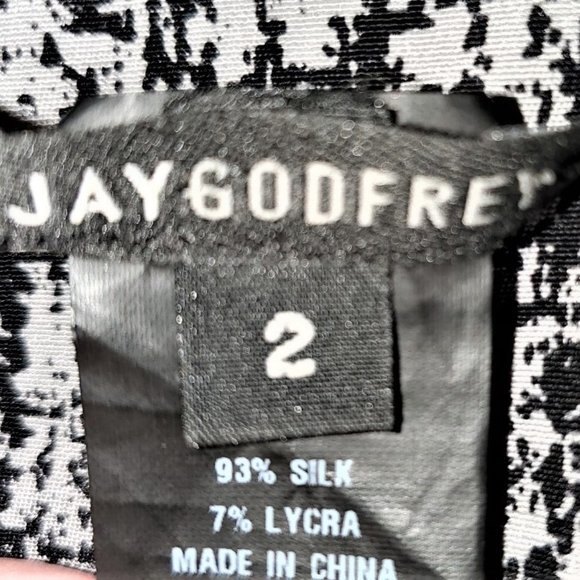 JAYGODFREY
2
93% SILK
7% LYCRA
MADE IN CHINA